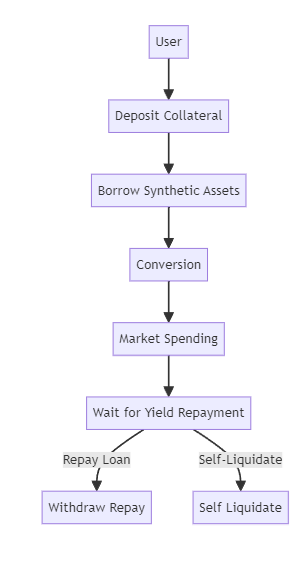 User
Deposit Collateral
Borrow Synthetic Assets
Conversion
Market Spending
Wait for Yield Repayment
Repay Loan
Self-Liquidate
Withdraw Repay
Self Liquidate